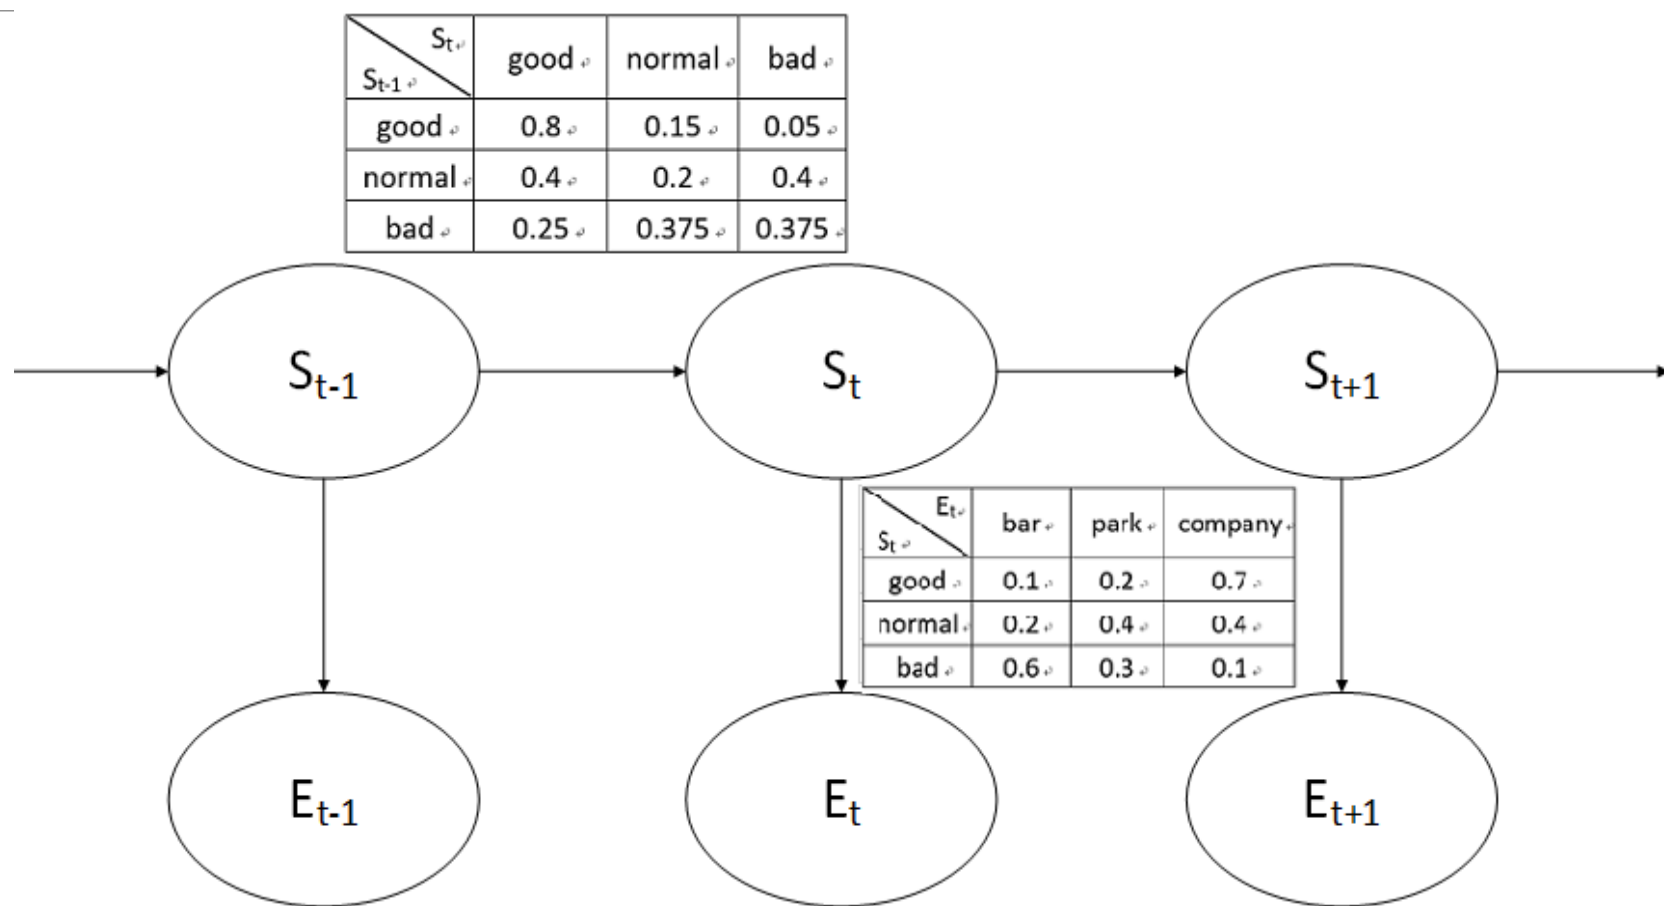 St
St-1
good normal bad
good 0.8 0.15 0.05
normal 0.4 0.2 0.4
bad 0.25 0.375 0.375
St-1 St St+1
Et
St
bar park company
good 0.1 0.2 0.7
normal 0.2 0.4 0.4
bad 0.6 0.3 0.1
Et-1 Et Et+1